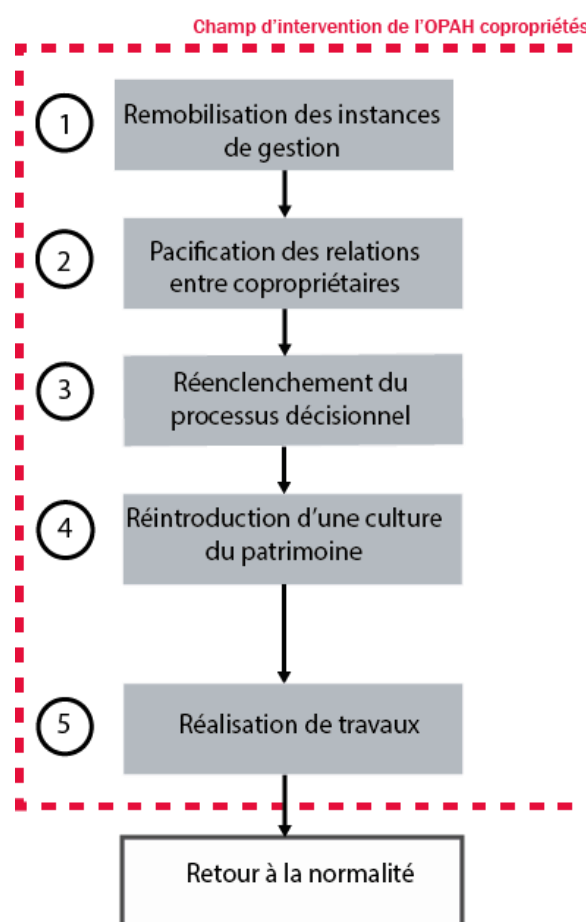 Champ d’intervention de l’OPAH copropriétés
1
Remobilisation des instances
de gestion
2
Pacification des relations
entre copropriétaires
3
Réenclenchement du
processus décisionnel
4
Réintroduction d’une culture
du patrimoine
5
Réalisation de travaux
Retour à la normalité